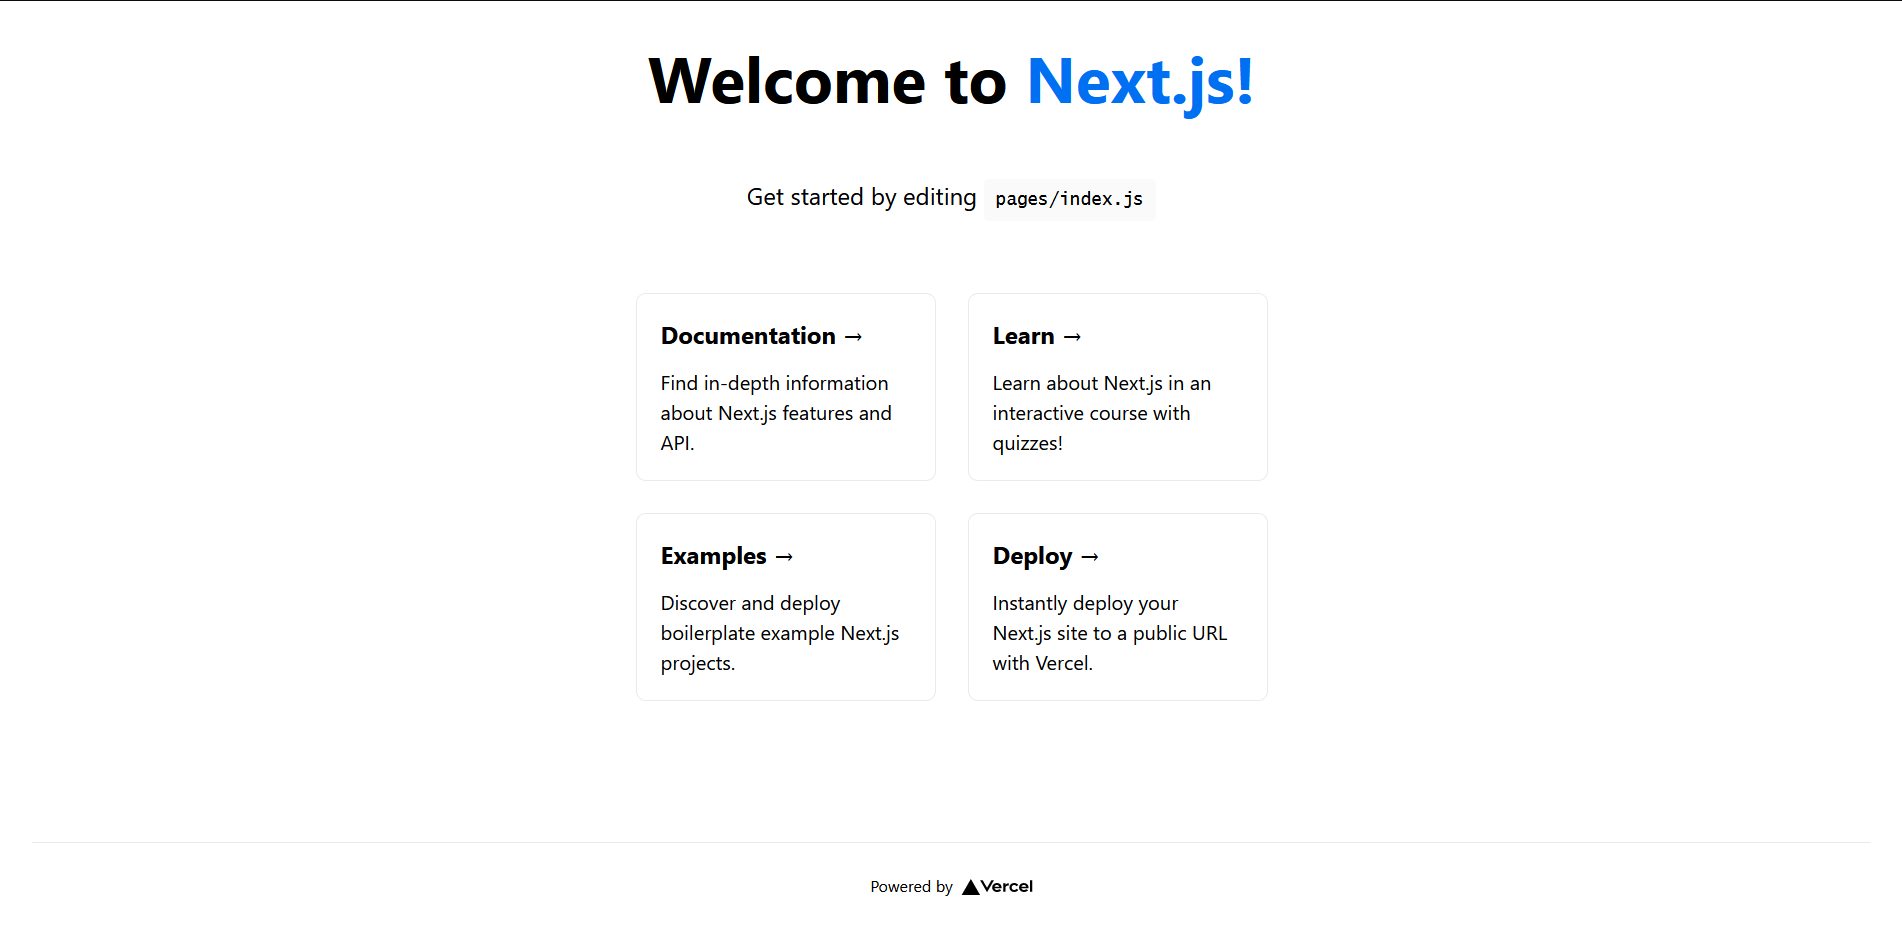 Welcome to Next.js!
Get started by editing pages/index.js
Documentation →
Find in-depth information
about Next.js features and
API.
Learn →
Learn about Next.js in an
interactive course with
quizzes!
Examples →
Discover and deploy
boilerplate example Next.js
projects.
Deploy →
Instantly deploy your
Next.js site to a public URL
with Vercel.
Powered by Vercel